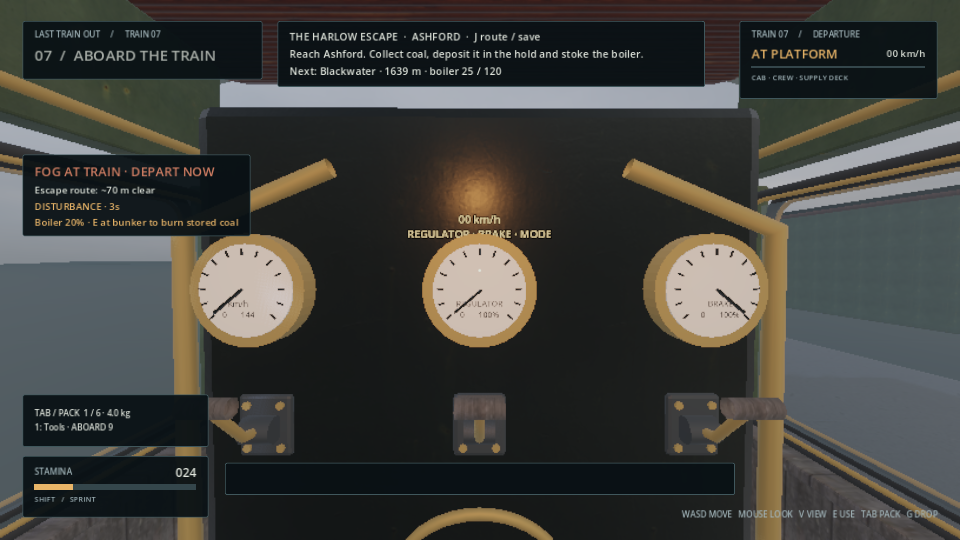 LAST TRAIN OUT / TRAIN 07
07 / ABOARD THE TRAIN
THE HARLOW ESCAPE · ASHFORD · J route / save
Reach Ashford. Collect coal, deposit it in the hold and stoke the boiler.
Next: Blackwater · 1639 m · boiler 25 / 120
TRAIN 07 / DEPARTURE
AT PLATFORM 00 km/h
CAB · CREW · SUPPLY DECK
FOG AT TRAIN · DEPART NOW
Escape route: ~70 m clear
DISTURBANCE · 3s
Boiler 20% · E at bunker to burn stored coal
00 km/h
REGULATOR · BRAKE · MODE
km/h
0 144
REGULATOR
0 100%
BRAKE
0 100%
TAB / PACK 1 / 6 · 4.0 kg
1: Tools · ABOARD 9
STAMINA 024
SHIFT / SPRINT
WASD MOVE MOUSE LOOK V VIEW E USE TAB PACK G DROP